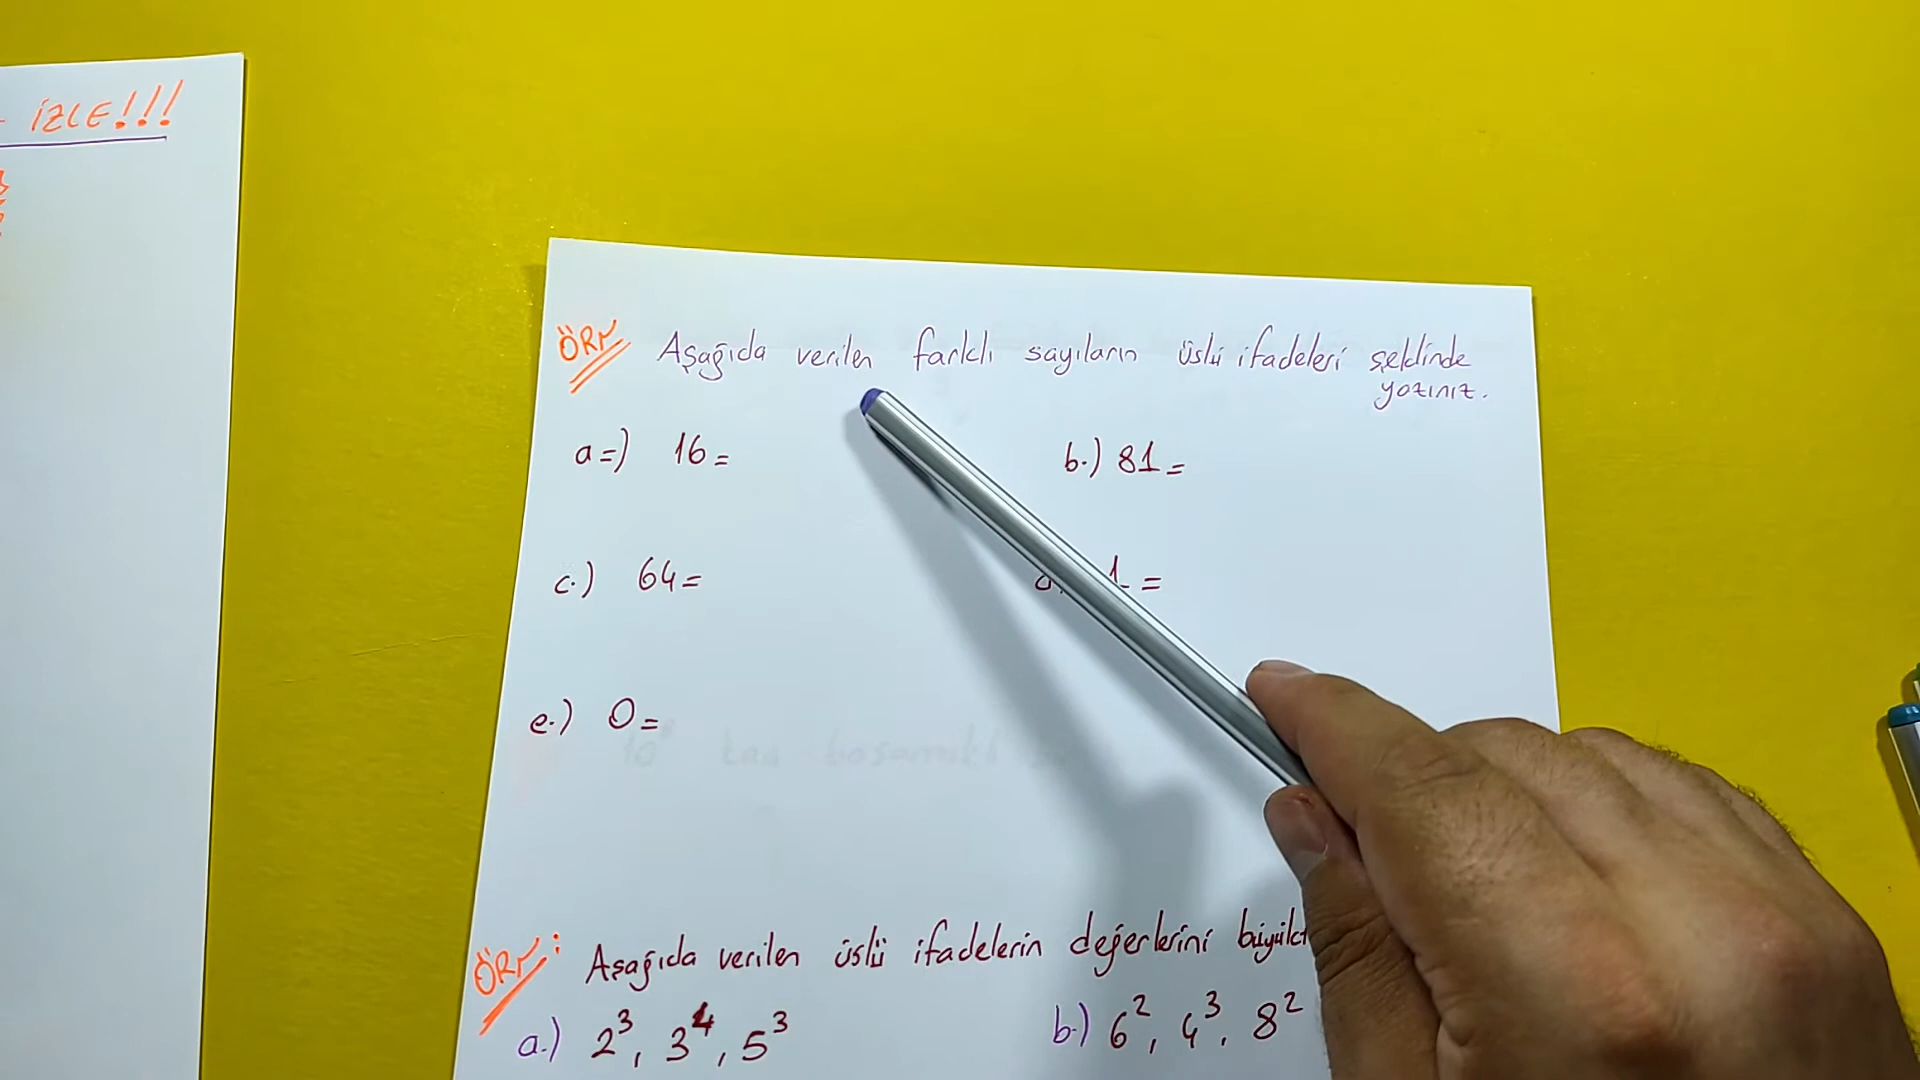 İZLE!!!
ÖRN Aşağıda verilen farklı sayıların üslü ifadeleri şeklinde
yazınız.
a=) 16=
b.) 81=
c.) 64=
1=
e.) 0=
ÖRN: Aşağıda verilen üslü ifadelerin değerlerini
a.) 2³, 3⁴, 5³
b.) 6², 4³, 8²